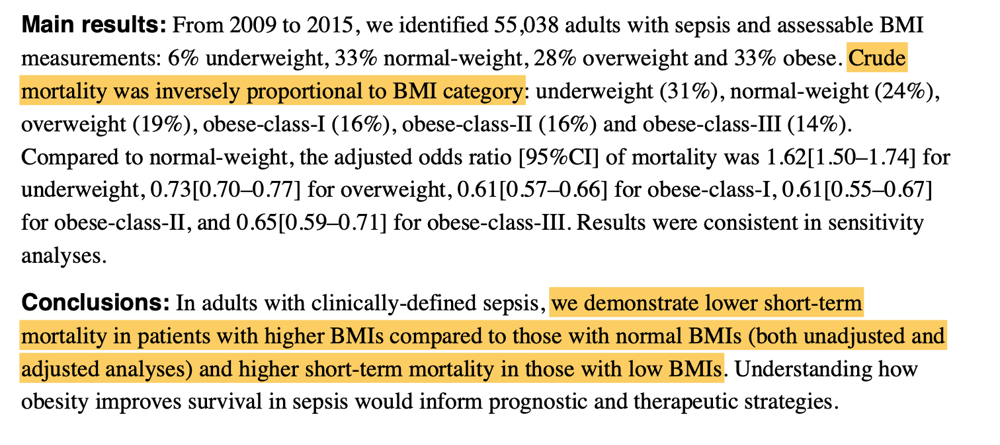 Main results: From 2009 to 2015, we identified 55,038 adults with sepsis and assessable BMI
measurements: 6% underweight, 33% normal-weight, 28% overweight and 33% obese. Crude
mortality was inversely proportional to BMI category: underweight (31%), normal-weight (24%),
overweight (19%), obese-class-I (16%), obese-class-II (16%) and obese-class-III (14%).
Compared to normal-weight, the adjusted odds ratio [95%CI] of mortality was 1.62[1.50–1.74] for
underweight, 0.73[0.70–0.77] for overweight, 0.61[0.57–0.66] for obese-class-I, 0.61[0.55–0.67]
for obese-class-II, and 0.65[0.59–0.71] for obese-class-III. Results were consistent in sensitivity
analyses.
Conclusions: In adults with clinically-defined sepsis, we demonstrate lower short-term
mortality in patients with higher BMIs compared to those with normal BMIs (both unadjusted and
adjusted analyses) and higher short-term mortality in those with low BMIs. Understanding how
obesity improves survival in sepsis would inform prognostic and therapeutic strategies.